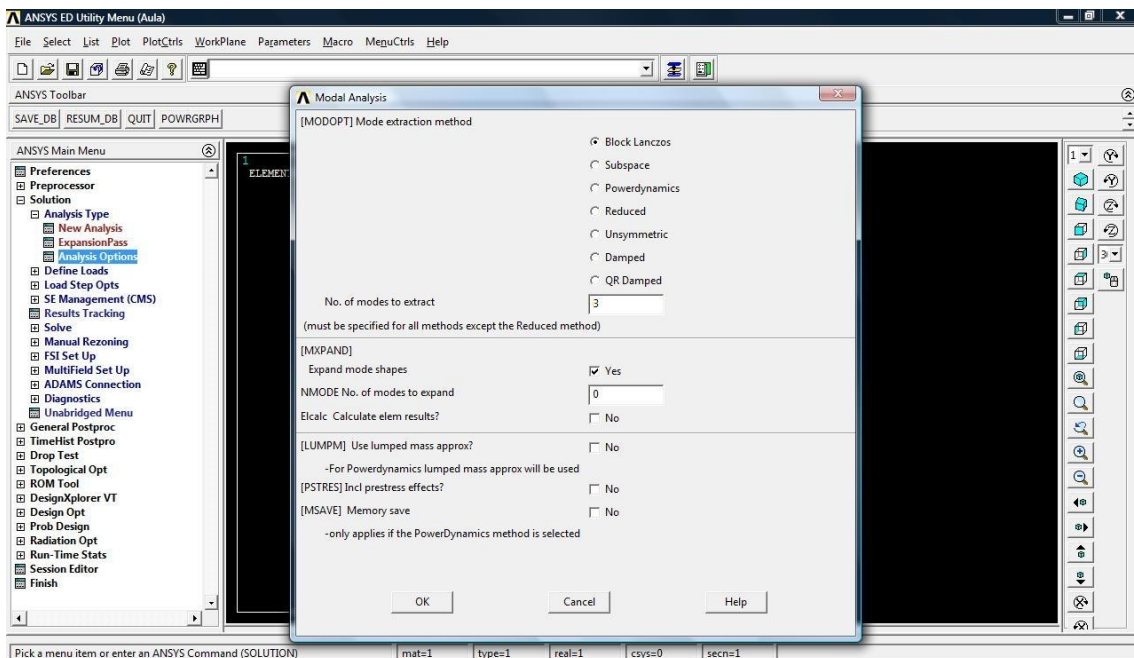 ANSYS ED Utility Menu (Aula)
File Select List Plot PlotCtrls WorkPlane Parameters Macro MenuCtrls Help
ANSYS Toolbar
SAVE_DB RESUM_DB QUIT POWRGRPH
ANSYS Main Menu
Preferences
Preprocessor
Solution
Analysis Type
New Analysis
ExpansionPass
Analysis Options
Define Loads
Load Step Opts
SE Management (CMS)
Results Tracking
Solve
Manual Rezoning
FSI Set Up
MultiField Set Up
ADAMS Connection
Diagnostics
Unabridged Menu
General Postproc
TimeHist Postpro
Drop Test
Topological Opt
ROM Tool
DesignXplorer VT
Design Opt
Prob Design
Radiation Opt
Run-Time Stats
Session Editor
Finish
1
ELEMEN
Modal Analysis
[MODOPT] Mode extraction method
Block Lanczos
Subspace
Powerdynamics
Reduced
Unsymmetric
Damped
QR Damped
No. of modes to extract 3
(must be specified for all methods except the Reduced method)
[MXPAND]
Expand mode shapes Yes
NMODE No. of modes to expand 0
Elcalc Calculate elem results? No
[LUMPM] Use lumped mass approx? No
-For Powerdynamics lumped mass approx will be used
[PSTRES] Incl prestress effects? No
[MSAVE] Memory save No
-only applies if the PowerDynamics method is selected
OK Cancel Help
1
Pick a menu item or enter an ANSYS Command (SOLUTION) mat=1 type=1 real=1 csys=0 secn=1